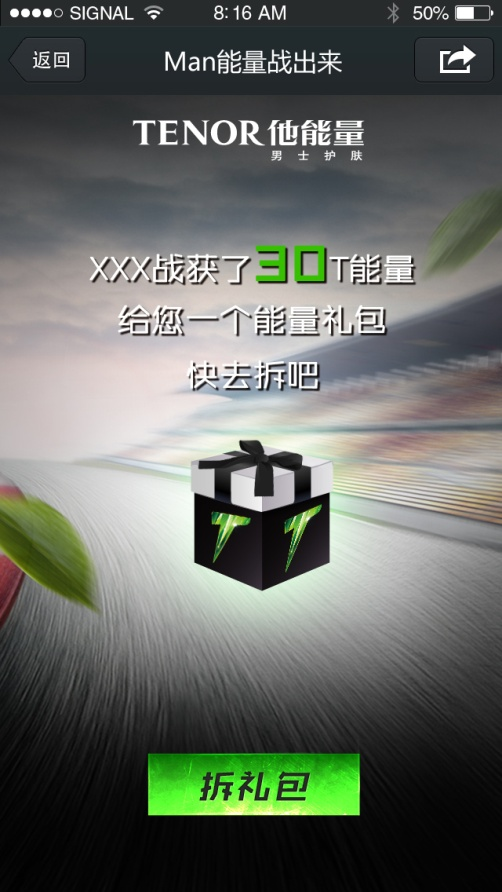 SIGNAL 8:16 AM 50%
返回 Man能量战出来
TENOR他能量
男士护肤
XXX战获了30T能量
给您一个能量礼包
快去拆吧
T T
拆礼包